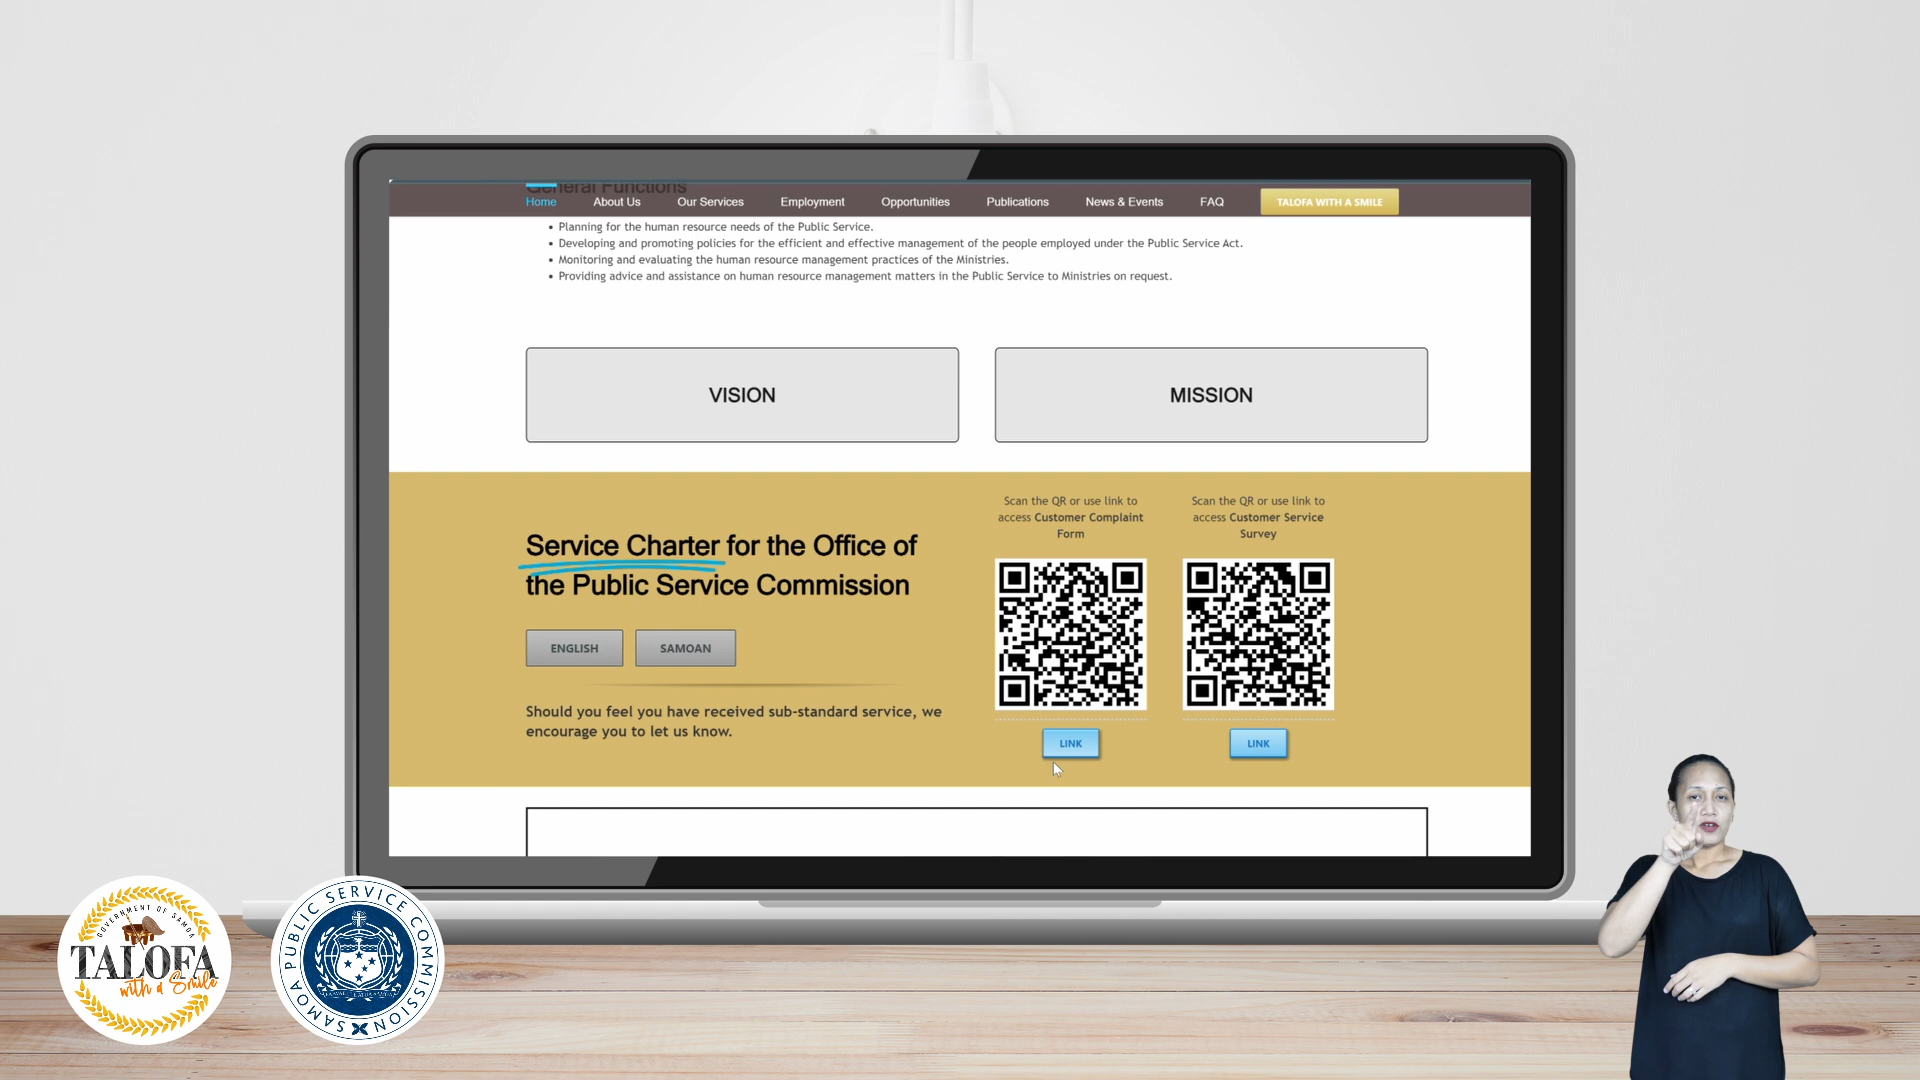 General Functions
Home About Us Our Services Employment Opportunities Publications News & Events FAQ TALOFA WITH A SMILE
• Planning for the human resource needs of the Public Service.
• Developing and promoting policies for the efficient and effective management of the people employed under the Public Service Act.
• Monitoring and evaluating the human resource management practices of the Ministries.
• Providing advice and assistance on human resource management matters in the Public Service to Ministries on request.
VISION
MISSION
Service Charter for the Office of
the Public Service Commission
ENGLISH SAMOAN
Should you feel you have received sub-standard service, we
encourage you to let us know.
Scan the QR or use link to
access Customer Complaint
Form
LINK
Scan the QR or use link to
access Customer Service
Survey
LINK
GOVERNMENT OF SAMOA
TALOFA
with a Smile
SAMOA PUBLIC SERVICE COMMISSION